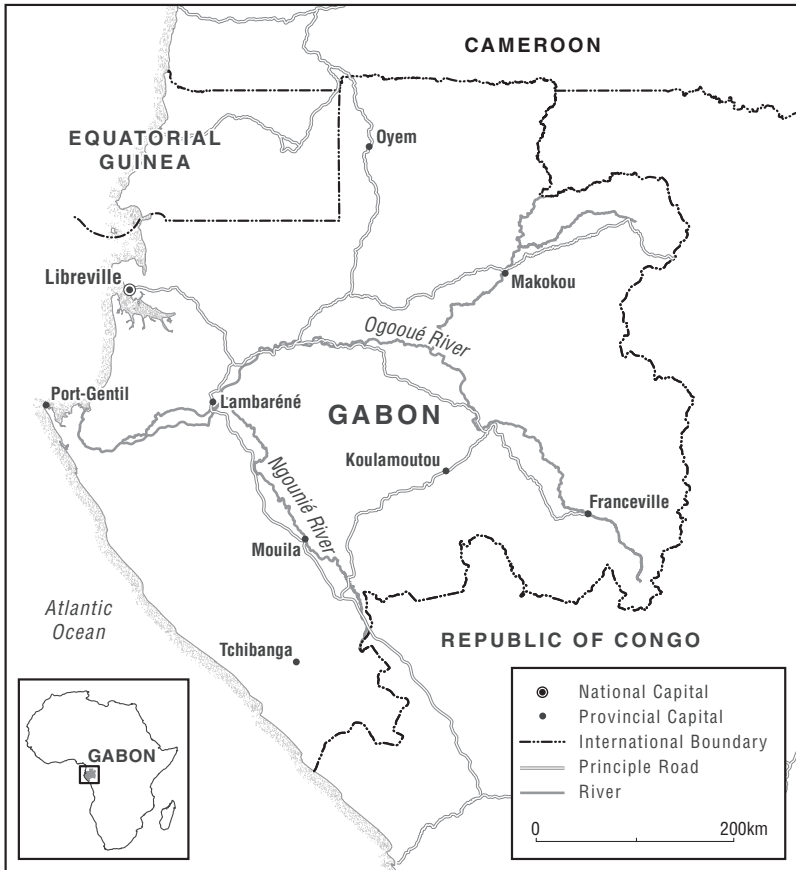 CAMEROON
EQUATORIAL
GUINEA
Oyem
Libreville
Makokou
Ogooué River
Port-Gentil
Lambaréné
GABON
Koulamoutou
Ngounié River
Franceville
Mouila
Atlantic
Ocean
REPUBLIC OF CONGO
Tchibanga
GABON
National Capital
Provincial Capital
International Boundary
Principle Road
River
0
200km